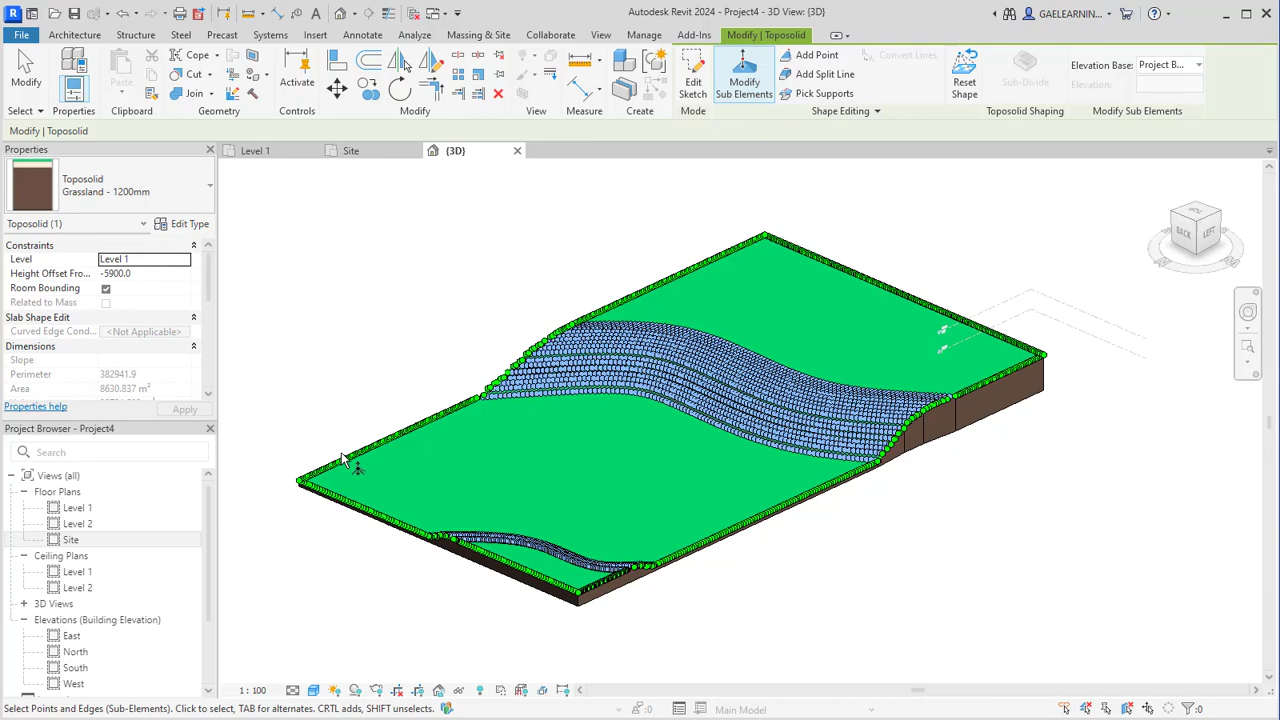 Autodesk Revit 2024 - Project4 - 3D View: {3D}
GAELEARNIN...
File Architecture Structure Steel Precast Systems Insert Annotate Analyze Massing & Site Collaborate View Manage Add-Ins Modify | Toposolid
Modify
Select
Properties
Paste
Clipboard
Cope
Cut
Join
Geometry
Activate
Controls
Modify
View
Measure
Create
Edit
Sketch
Mode
Modify
Sub Elements
Add Point
Add Split Line
Pick Supports
Convert Lines
Shape Editing
Reset
Shape
Sub-Divide
Toposolid Shaping
Elevation Base: Project B...
Elevation:
Modify Sub Elements
Modify | Toposolid
Properties
Toposolid
Grassland - 1200mm
Toposolid (1)
Edit Type
Constraints
Level Level 1
Height Offset Fro... -5900.0
Room Bounding
Related to Mass
Slab Shape Edit
Curved Edge Cond... <Not Applicable>
Dimensions
Slope
Perimeter 382941.9
Area 8630.837 m²
Properties help
Apply
Level 1
Site
{3D}
BACK
LEFT
Project Browser - Project4
Search
Views (all)
Floor Plans
Level 1
Level 2
Site
Ceiling Plans
Level 1
Level 2
3D Views
Elevations (Building Elevation)
East
North
South
West
1 : 100
Select Points and Edges (Sub-Elements). Click to select, TAB for alternates. CRTL adds, SHIFT unselects.
:0
Main Model
:0